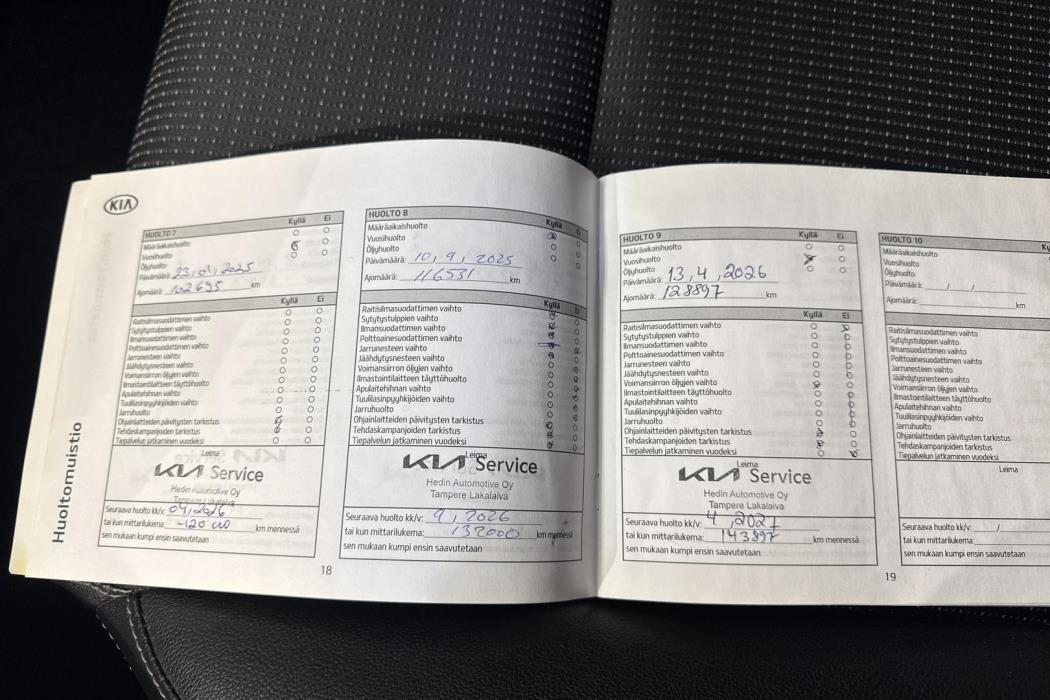 KIA
Huoltomuistio
HUOLTO 7
Kyllä Ei
Määräaikaishuolto
Vuosihuolto
Öljyhuolto
Päivämäärä: 23,01,2025
Ajomäärä: 102695 km
Kyllä Ei
Raitisilmasuodattimen vaihto
Sytytystulppien vaihto
Ilmansuodattimen vaihto
Polttoainesuodattimen vaihto
Jarrunesteen vaihto
Jäähdytysnesteen vaihto
Voimansiirron öljyjen vaihto
Ilmastointilaitteen täyttöhuolto
Apulaitehihnan vaihto
Tuulilasinpyyhkijöiden vaihto
Jarruhuolto
Ohjainlaitteiden päivitysten tarkistus
Tehdaskampanjoiden tarkistus
Tiepalvelun jatkaminen vuodeksi
Leima
KIA Service
Hedin Automotive Oy
Tampere Lakalaiva
Seuraava huolto kk/v:
tai kun mittarilukema: ~120 000 km mennessä
sen mukaan kumpi ensin saavutetaan
HUOLTO 8
Kyllä Ei
Määräaikaishuolto
Vuosihuolto
Öljyhuolto
Päivämäärä: 10, 9, 2025
Ajomäärä: 116531 km
Kyllä Ei
Raitisilmasuodattimen vaihto
Sytytystulppien vaihto
Ilmansuodattimen vaihto
Polttoainesuodattimen vaihto
Jarrunesteen vaihto
Jäähdytysnesteen vaihto
Voimansiirron öljyjen vaihto
Ilmastointilaitteen täyttöhuolto
Apulaitehihnan vaihto
Tuulilasinpyyhkijöiden vaihto
Jarruhuolto
Ohjainlaitteiden päivitysten tarkistus
Tehdaskampanjoiden tarkistus
Tiepalvelun jatkaminen vuodeksi
Leima
KIA Service
Hedin Automotive Oy
Tampere Lakalaiva
Seuraava huolto kk/v: 9, 2026
tai kun mittarilukema: 132000 km mennessä
sen mukaan kumpi ensin saavutetaan
18
HUOLTO 9
Kyllä Ei
Määräaikaishuolto
Vuosihuolto
Öljyhuolto
Päivämäärä: 13, 4, 2026
Ajomäärä: 128897 km
Kyllä Ei
Raitisilmasuodattimen vaihto
Sytytystulppien vaihto
Ilmansuodattimen vaihto
Polttoainesuodattimen vaihto
Jarrunesteen vaihto
Jäähdytysnesteen vaihto
Voimansiirron öljyjen vaihto
Ilmastointilaitteen täyttöhuolto
Apulaitehihnan vaihto
Tuulilasinpyyhkijöiden vaihto
Jarruhuolto
Ohjainlaitteiden päivitysten tarkistus
Tehdaskampanjoiden tarkistus
Tiepalvelun jatkaminen vuodeksi
Leima
KIA Service
Hedin Automotive Oy
Tampere Lakalaiva
Seuraava huolto kk/v: 4, 2027
tai kun mittarilukema: 143897 km mennessä
sen mukaan kumpi ensin saavutetaan
HUOLTO 10
Määräaikaishuolto
Vuosihuolto
Öljyhuolto
Päivämäärä: / /
Ajomäärä: km
Raitisilmasuodattimen vaihto
Sytytystulppien vaihto
Ilmansuodattimen vaihto
Polttoainesuodattimen vaihto
Jarrunesteen vaihto
Jäähdytysnesteen vaihto
Voimansiirron öljyjen vaihto
Ilmastointilaitteen täyttöhuolto
Apulaitehihnan vaihto
Tuulilasinpyyhkijöiden vaihto
Jarruhuolto
Ohjainlaitteiden päivitysten tarkistus
Tehdaskampanjoiden tarkistus
Tiepalvelun jatkaminen vuodeksi
Leima
Seuraava huolto kk/v: /
tai kun mittarilukema:
sen mukaan kumpi ensin saavutetaan
19